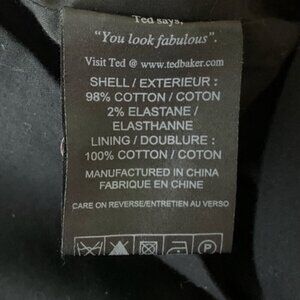 Ted says,
"You look fabulous".
Visit Ted @ www.tedbaker.com
SHELL / EXTERIEUR :
98% COTTON / COTON
2% ELASTANE /
ELASTHANNE
LINING / DOUBLURE :
100% COTTON / COTON
MANUFACTURED IN CHINA
FABRIQUE EN CHINE
CARE ON REVERSE/ENTRETIEN AU VERSO
P